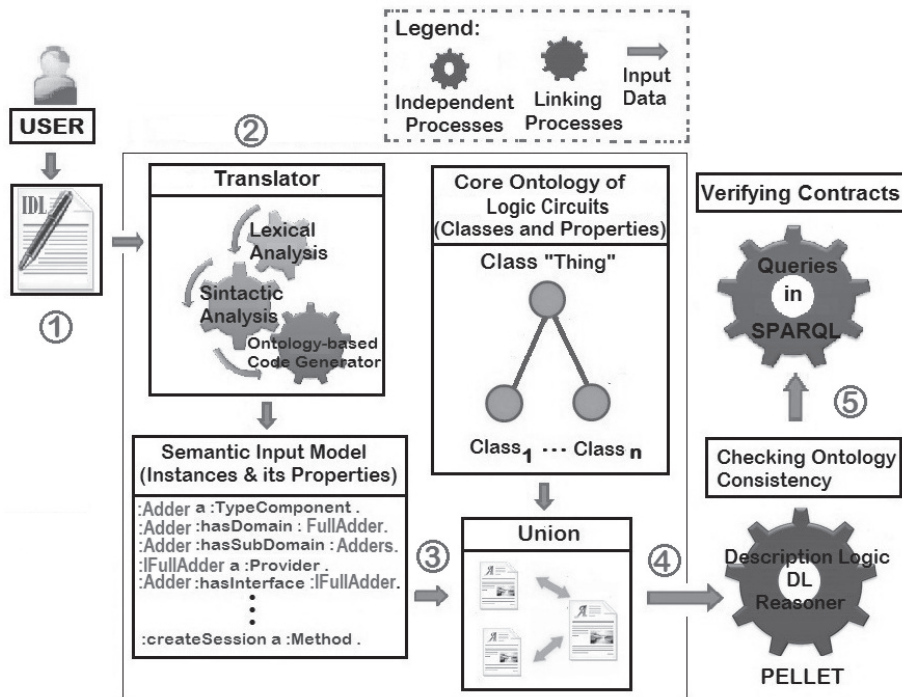 Legend:
Independent
Processes
Linking
Processes
Input
Data
USER
②
IDL
①
Translator
Lexical
Analysis
Sintactic
Analysis
Ontology-based
Code Generator
Core Ontology of
Logic Circuits
(Classes and Properties)
Class "Thing"
Class 1 ... Class n
Verifying Contracts
Queries
in
SPARQL
⑤
Semantic Input Model
(Instances & its Properties)
:Adder a :TypeComponent .
:Adder :hasDomain : FullAdder.
:Adder :hasSubDomain : Adders.
:IFullAdder a :Provider .
:Adder :hasInterface :IFullAdder.
:createSession a :Method .
③
Union
④
Checking Ontology
Consistency
Description Logic
DL
Reasoner
PELLET